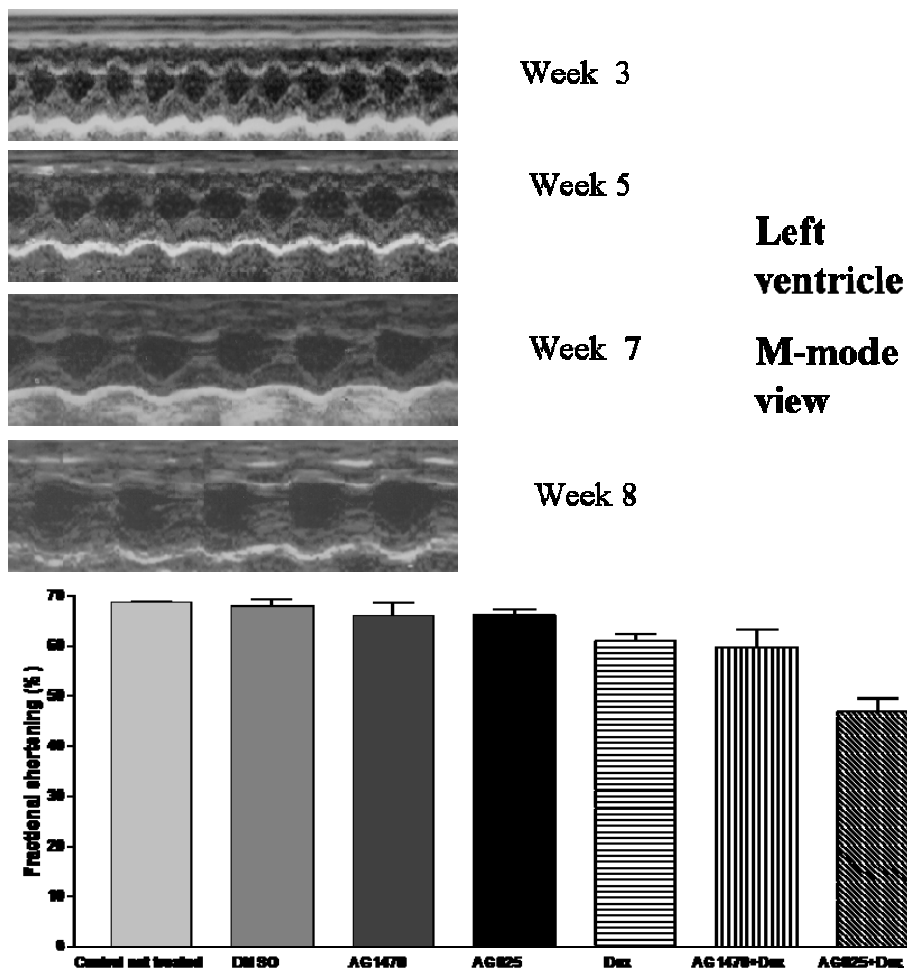 Week 3
Week 5
Left
ventricle
Week 7
M-mode
view
Week 8
Fractional shortening (%)
70
60
50
40
30
20
10
0
Control not treated
DMSO
AG1478
AG825
Dox
AG1478+Dox
AG825+Dox